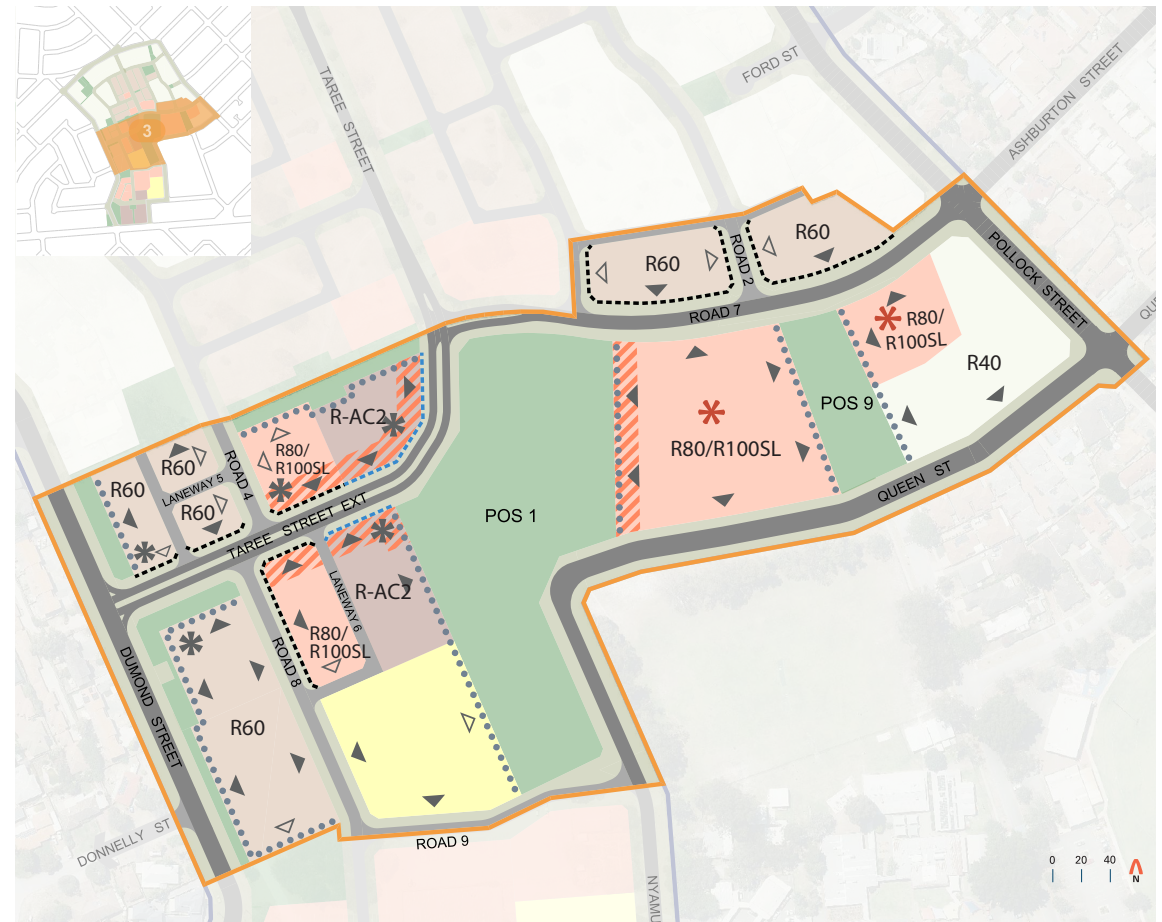 3
TAREE STREET
FORD ST
ASHBURTON STREET
POLLOCK STREET
R60
ROAD 2
R60
ROAD 7
R80/
R100SL
R40
POS 9
R80/R100SL
QUEEN ST
R-AC2
R80/
R100SL
R60
LANEWAY 5
R60
R60
ROAD 4
TAREE STREET EXT
POS 1
R-AC2
LANEWAY 6
R80/
R100SL
ROAD 8
DUMOND STREET
R60
DONNELLY ST
ROAD 9
0 20 40
N